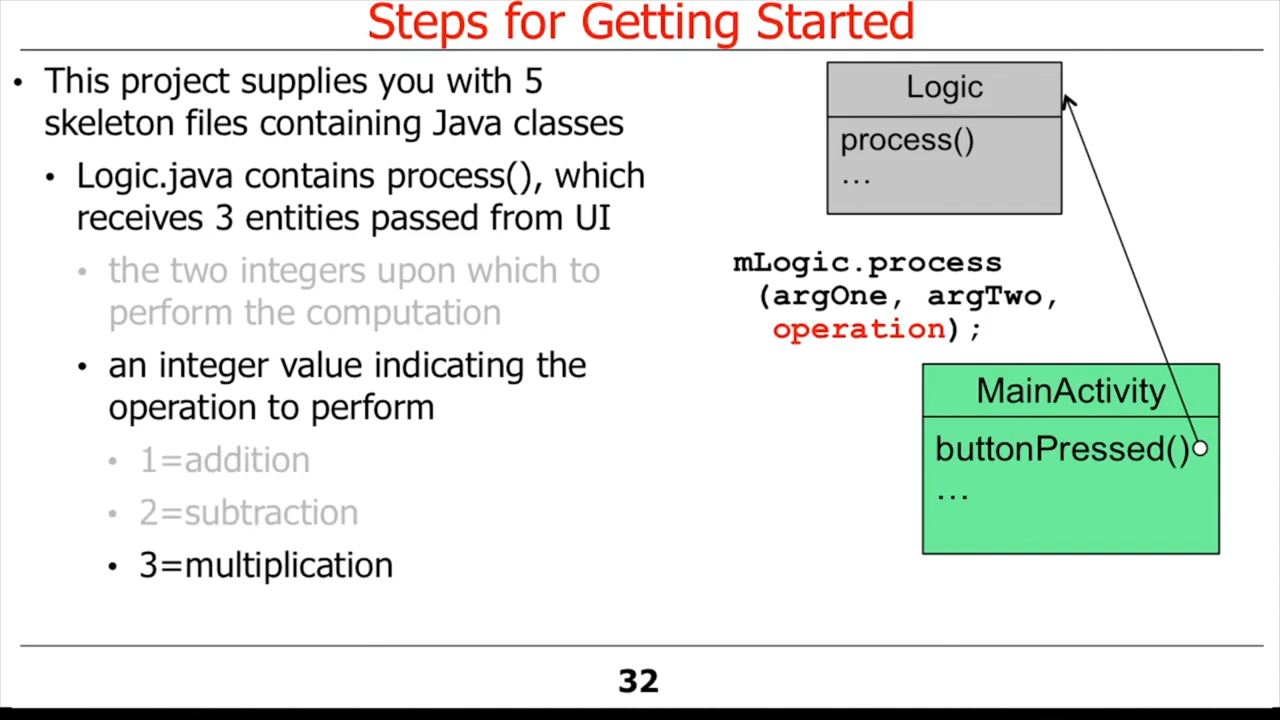 Steps for Getting Started
• This project supplies you with 5
skeleton files containing Java classes
• Logic.java contains process(), which
receives 3 entities passed from UI
• the two integers upon which to
perform the computation
• an integer value indicating the
operation to perform
• 1=addition
• 2=subtraction
• 3=multiplication
Logic
process()
…
mLogic.process
(argOne, argTwo,
operation);
MainActivity
buttonPressed()
…
32